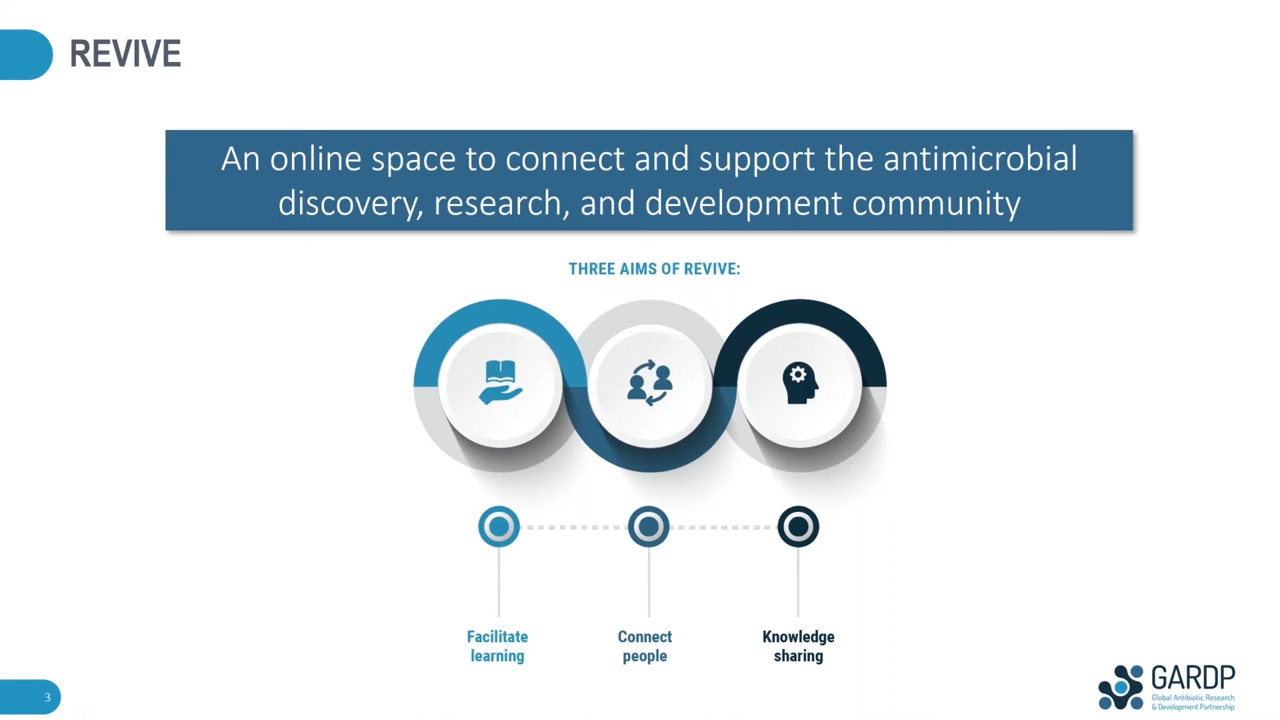 REVIVE
An online space to connect and support the antimicrobial
discovery, research, and development community
THREE AIMS OF REVIVE:
Facilitate
learning
Connect
people
Knowledge
sharing
3
GARDP
Global Antibiotic Research
& Development Partnership